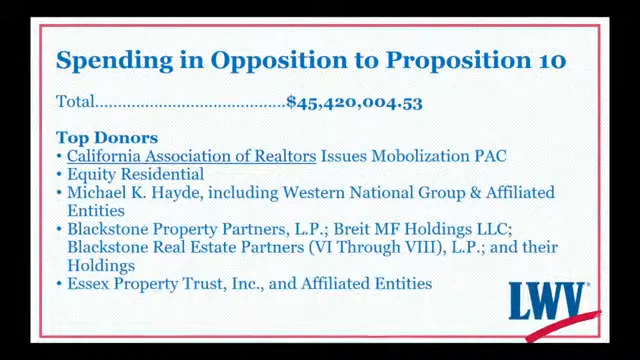 Spending in Opposition to Proposition 10
Total..........................................$45,420,004.53
Top Donors
• California Association of Realtors Issues Mobolization PAC
• Equity Residential
• Michael K. Hayde, including Western National Group & Affiliated
Entities
• Blackstone Property Partners, L.P.; Breit MF Holdings LLC;
Blackstone Real Estate Partners (VI Through VIII), L.P.; and their
Holdings
• Essex Property Trust, Inc., and Affiliated Entities
LWV®